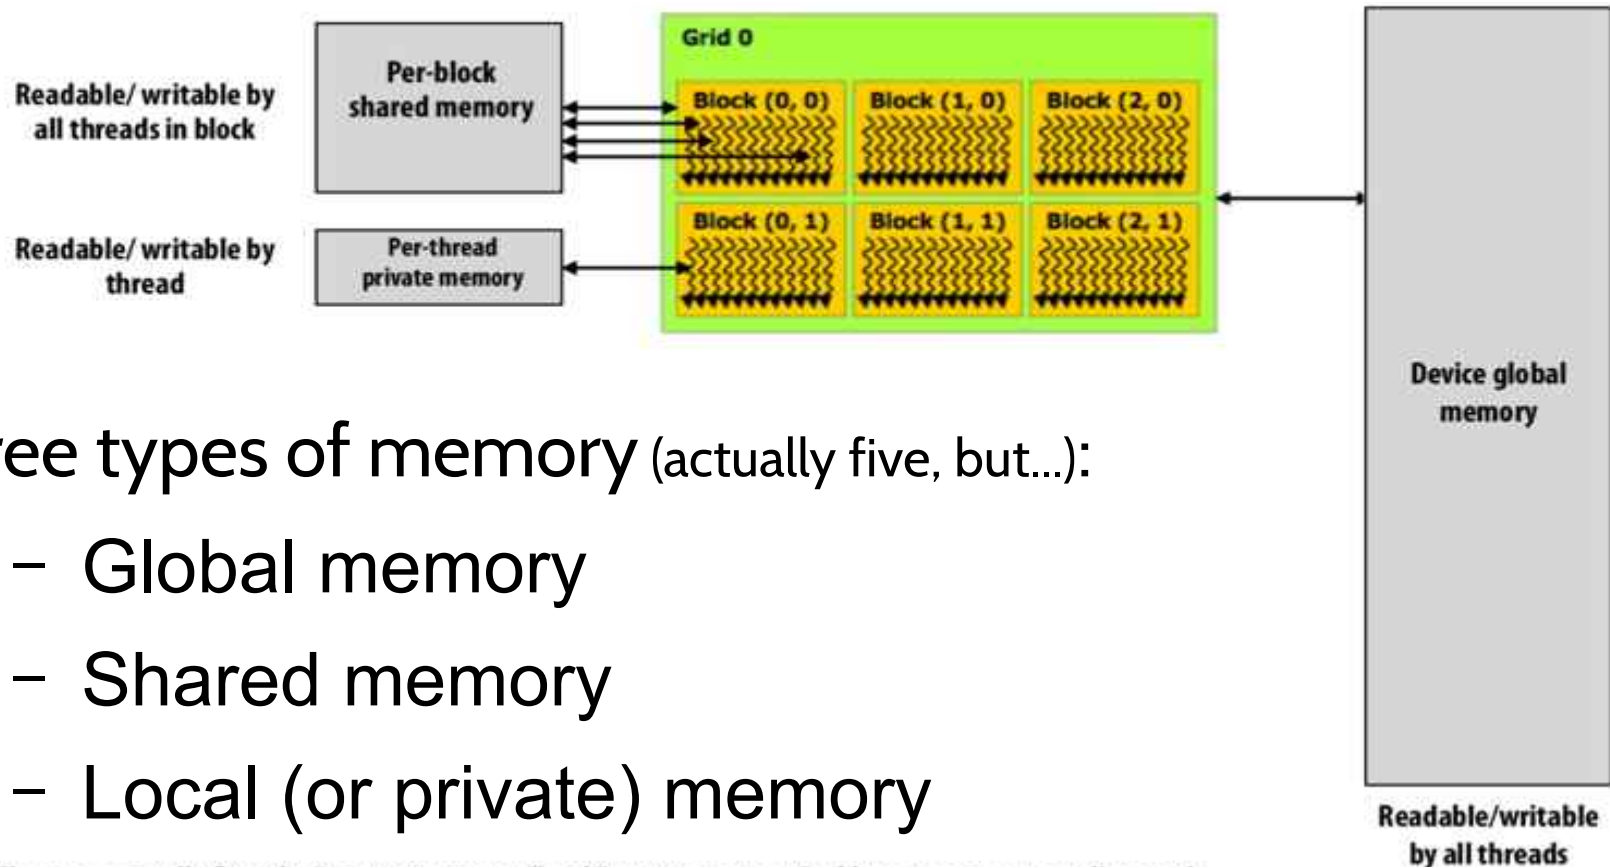 Readable/ writable by
all threads in block
Per-block
shared memory
Grid 0
Block (0, 0) Block (1, 0) Block (2, 0)
Readable/ writable by
thread
Per-thread
private memory
Block (0, 1) Block (1, 1) Block (2, 1)
Device global
memory
ree types of memory (actually five, but...):
– Global memory
– Shared memory
– Local (or private) memory
Readable/writable
by all threads